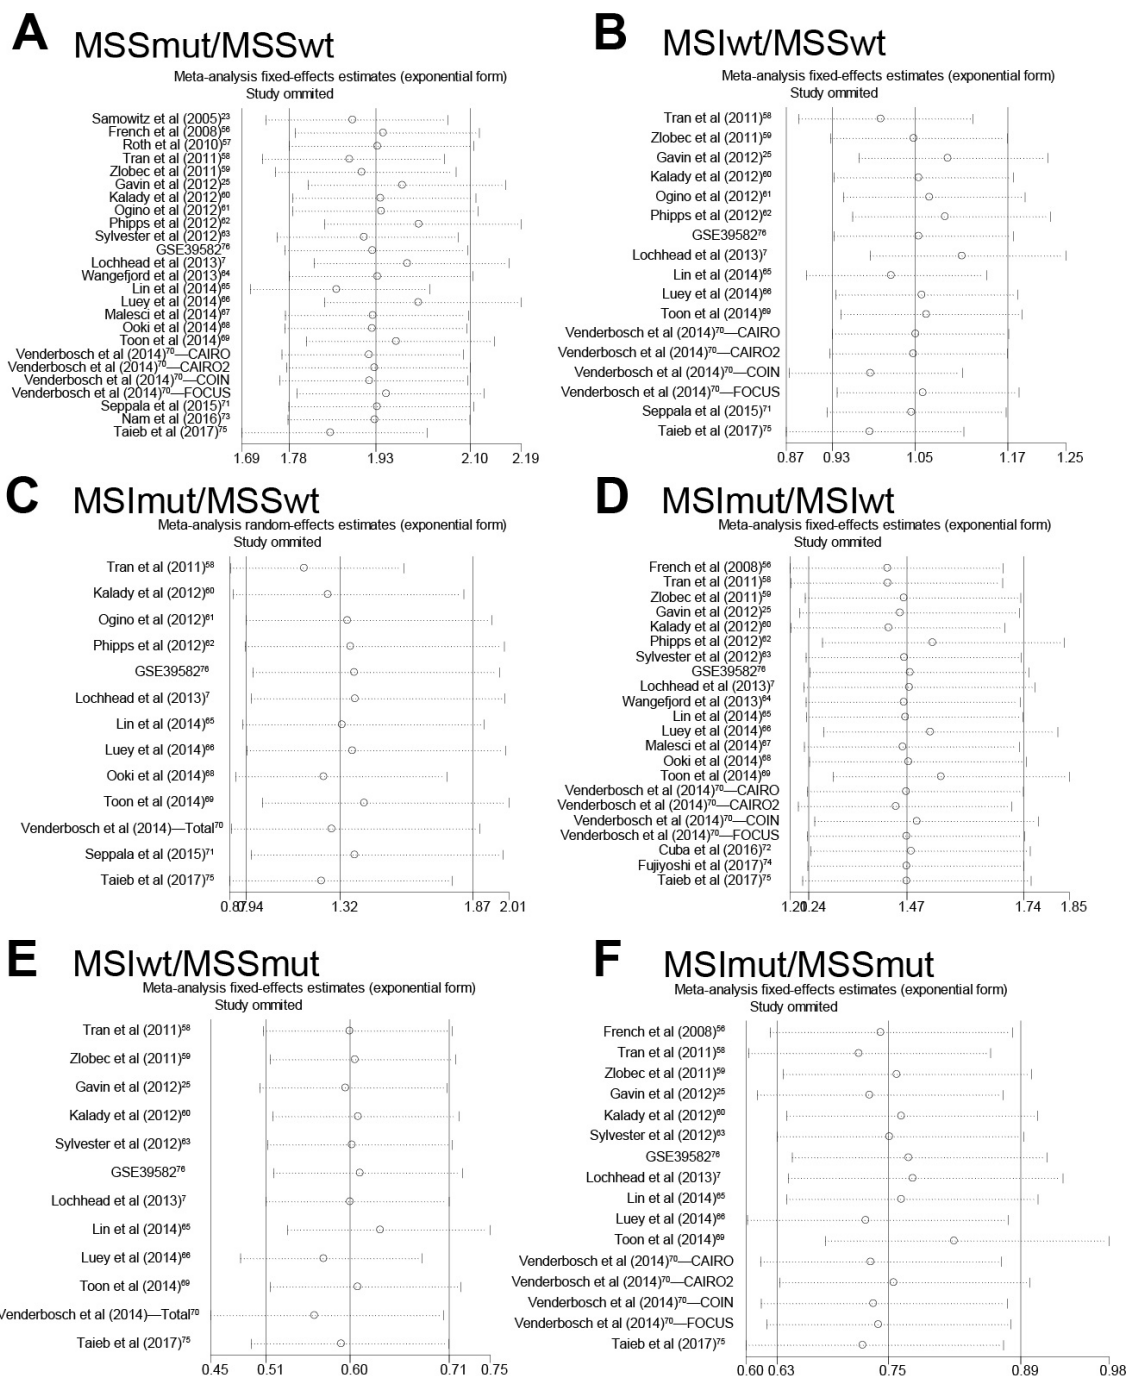 A MSSmut/MSSwt
Meta-analysis fixed-effects estimates (exponential form)
Study ommited
Samowitz et al (2005)23
French et al (2008)56
Roth et al (2010)57
Tran et al (2011)58
Zlobec et al (2011)59
Gavin et al (2012)25
Kalady et al (2012)60
Ogino et al (2012)61
Phipps et al (2012)62
Sylvester et al (2012)63
GSE3958276
Lochhead et al (2013)7
Wangefjord et al (2013)64
Lin et al (2014)65
Luey et al (2014)66
Malesci et al (2014)67
Ooki et al (2014)68
Toon et al (2014)69
Venderbosch et al (2014)70—CAIRO
Venderbosch et al (2014)70—CAIRO2
Venderbosch et al (2014)70—COIN
Venderbosch et al (2014)70—FOCUS
Seppala et al (2015)71
Nam et al (2016)73
Taieb et al (2017)75
1.69 1.78 1.93 2.10 2.19
B MSIwt/MSSwt
Meta-analysis fixed-effects estimates (exponential form)
Study ommited
Tran et al (2011)58
Zlobec et al (2011)59
Gavin et al (2012)25
Kalady et al (2012)60
Ogino et al (2012)61
Phipps et al (2012)62
GSE3958276
Lochhead et al (2013)7
Lin et al (2014)65
Luey et al (2014)66
Toon et al (2014)69
Venderbosch et al (2014)70—CAIRO
Venderbosch et al (2014)70—CAIRO2
Venderbosch et al (2014)70—COIN
Venderbosch et al (2014)70—FOCUS
Seppala et al (2015)71
Taieb et al (2017)75
0.87 0.93 1.05 1.17 1.25
C MSImut/MSSwt
Meta-analysis random-effects estimates (exponential form)
Study ommited
Tran et al (2011)58
Kalady et al (2012)60
Ogino et al (2012)61
Phipps et al (2012)62
GSE3958276
Lochhead et al (2013)7
Lin et al (2014)65
Luey et al (2014)66
Ooki et al (2014)68
Toon et al (2014)69
Venderbosch et al (2014)—Total70
Seppala et al (2015)71
Taieb et al (2017)75
0.87 0.94 1.32 1.87 2.01
D MSImut/MSIwt
Meta-analysis fixed-effects estimates (exponential form)
Study ommited
French et al (2008)56
Tran et al (2011)58
Zlobec et al (2011)59
Gavin et al (2012)25
Kalady et al (2012)60
Phipps et al (2012)62
Sylvester et al (2012)63
GSE3958276
Lochhead et al (2013)7
Wangefjord et al (2013)64
Lin et al (2014)65
Luey et al (2014)66
Malesci et al (2014)67
Ooki et al (2014)68
Toon et al (2014)69
Venderbosch et al (2014)70—CAIRO
Venderbosch et al (2014)70—CAIRO2
Venderbosch et al (2014)70—COIN
Venderbosch et al (2014)70—FOCUS
Cuba et al (2016)72
Fujiyoshi et al (2017)74
Taieb et al (2017)75
1.20 1.24 1.47 1.74 1.85
E MSIwt/MSSmut
Meta-analysis fixed-effects estimates (exponential form)
Study ommited
Tran et al (2011)58
Zlobec et al (2011)59
Gavin et al (2012)25
Kalady et al (2012)60
Sylvester et al (2012)63
GSE3958276
Lochhead et al (2013)7
Lin et al (2014)65
Luey et al (2014)66
Toon et al (2014)69
Venderbosch et al (2014)—Total70
Taieb et al (2017)75
0.45 0.51 0.60 0.71 0.75
F MSImut/MSSmut
Meta-analysis fixed-effects estimates (exponential form)
Study ommited
French et al (2008)56
Tran et al (2011)58
Zlobec et al (2011)59
Gavin et al (2012)25
Kalady et al (2012)60
Sylvester et al (2012)63
GSE3958276
Lochhead et al (2013)7
Lin et al (2014)65
Luey et al (2014)66
Toon et al (2014)69
Venderbosch et al (2014)70—CAIRO
Venderbosch et al (2014)70—CAIRO2
Venderbosch et al (2014)70—COIN
Venderbosch et al (2014)70—FOCUS
Taieb et al (2017)75
0.60 0.63 0.75 0.89 0.98